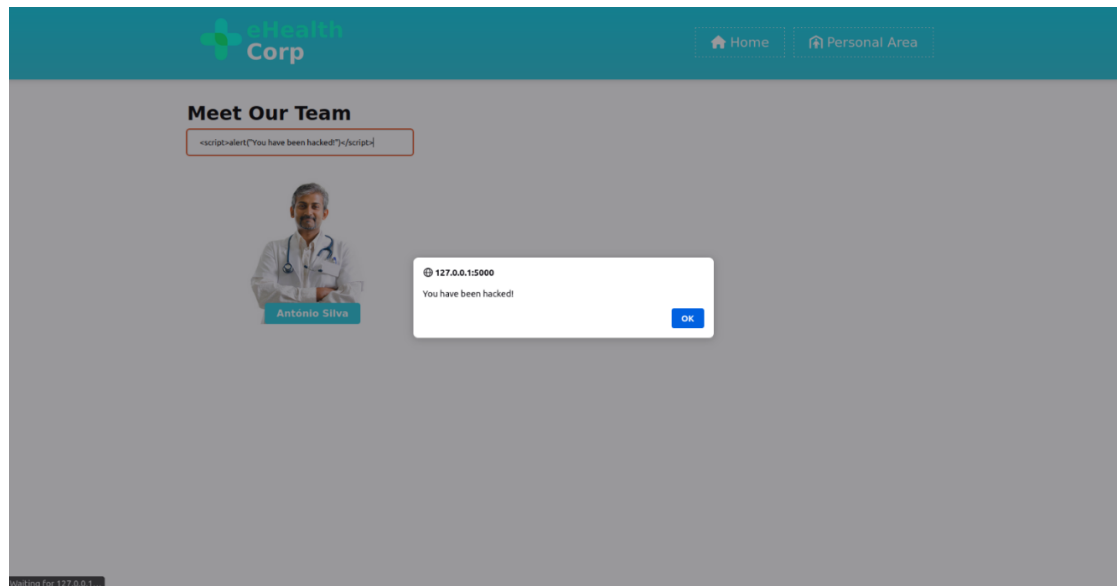 eHealth
Corp
Home
Personal Area
Meet Our Team
<script>alert("You have been hacked!")</script>
António Silva
127.0.0.1:5000
You have been hacked!
OK
Waiting for 127.0.0.1...